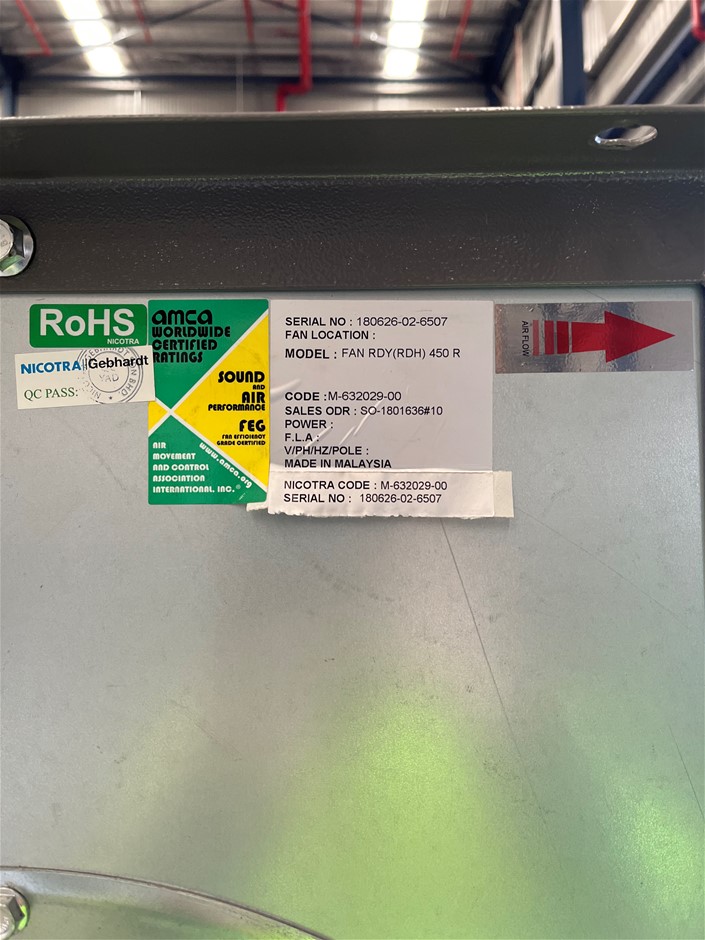 RoHS
NICOTRA
NICOTRA Gebhardt
QC PASS:
YAD
amca
WORLDWIDE
CERTIFIED
RATINGS
SOUND
AND
AIR
PERFORMANCE
FEG
FAN EFFICIENCY
GRADE CERTIFIED
www.amca.org
AIR
MOVEMENT
AND CONTROL
ASSOCIATION
INTERNATIONAL, INC.®
SERIAL NO : 180626-02-6507
FAN LOCATION :
MODEL : FAN RDY(RDH) 450 R
CODE : M-632029-00
SALES ODR : SO-1801636#10
POWER :
F.L.A :
V/PH/HZ/POLE :
MADE IN MALAYSIA
NICOTRA CODE : M-632029-00
SERIAL NO : 180626-02-6507
AIR FLOW